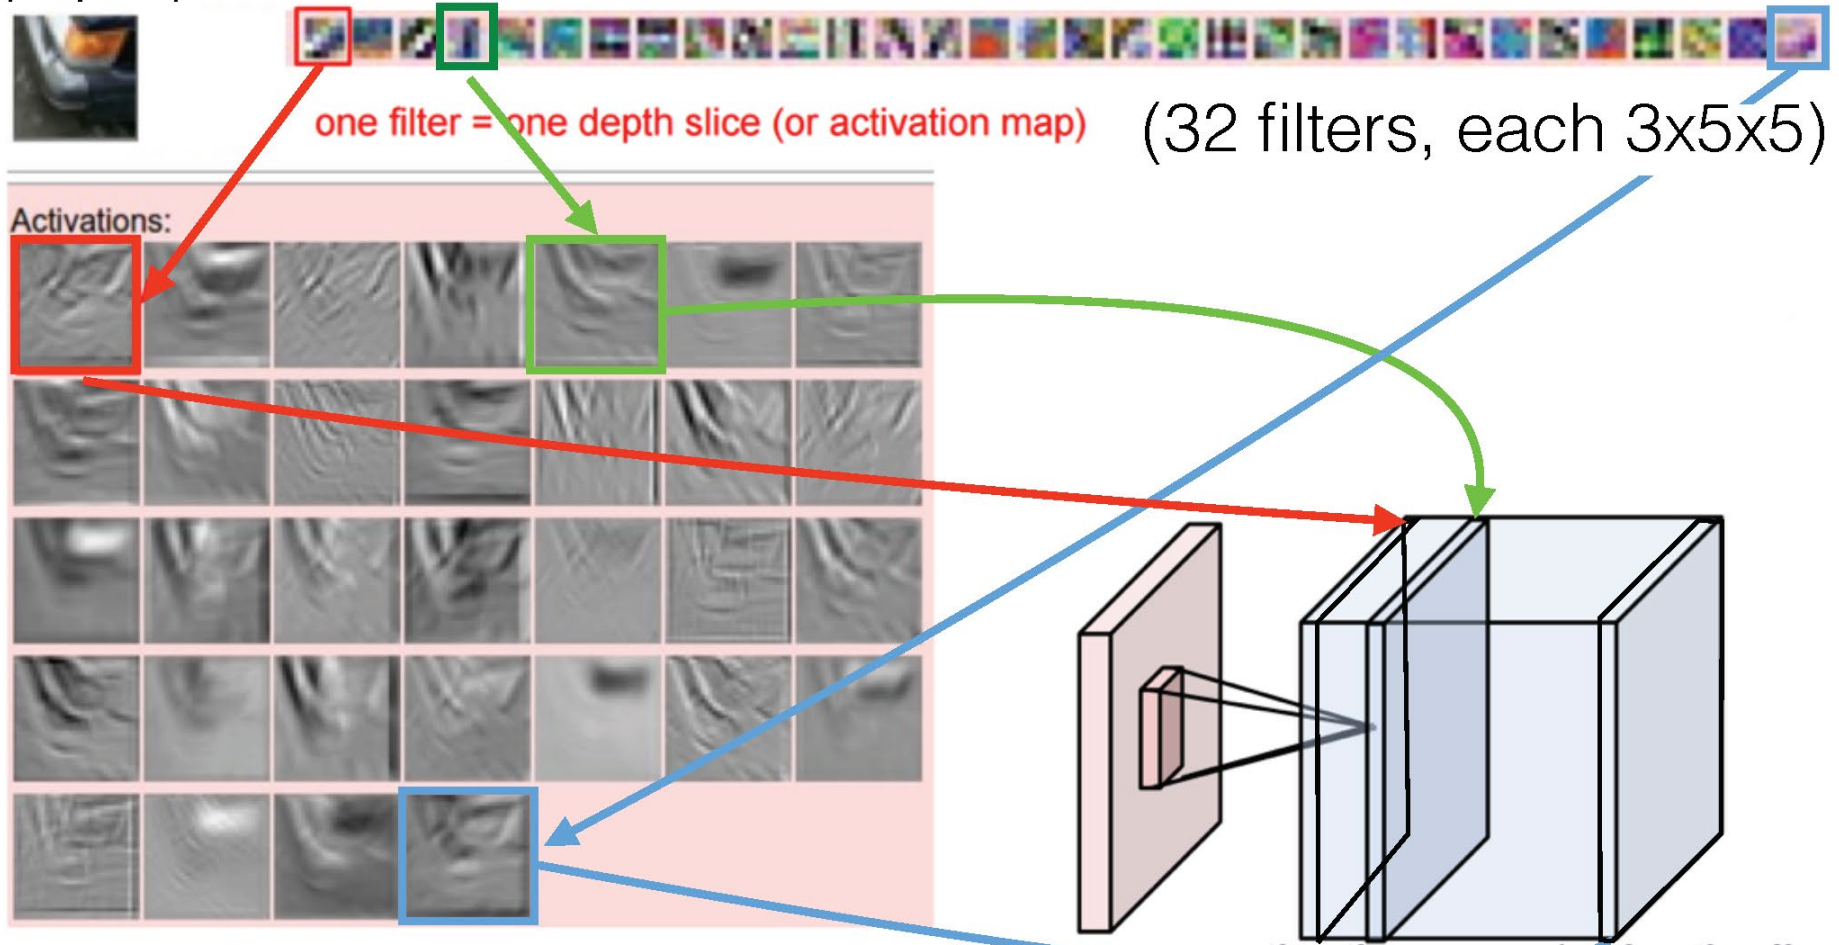 one filter = one depth slice (or activation map)
(32 filters, each 3x5x5)
Activations: